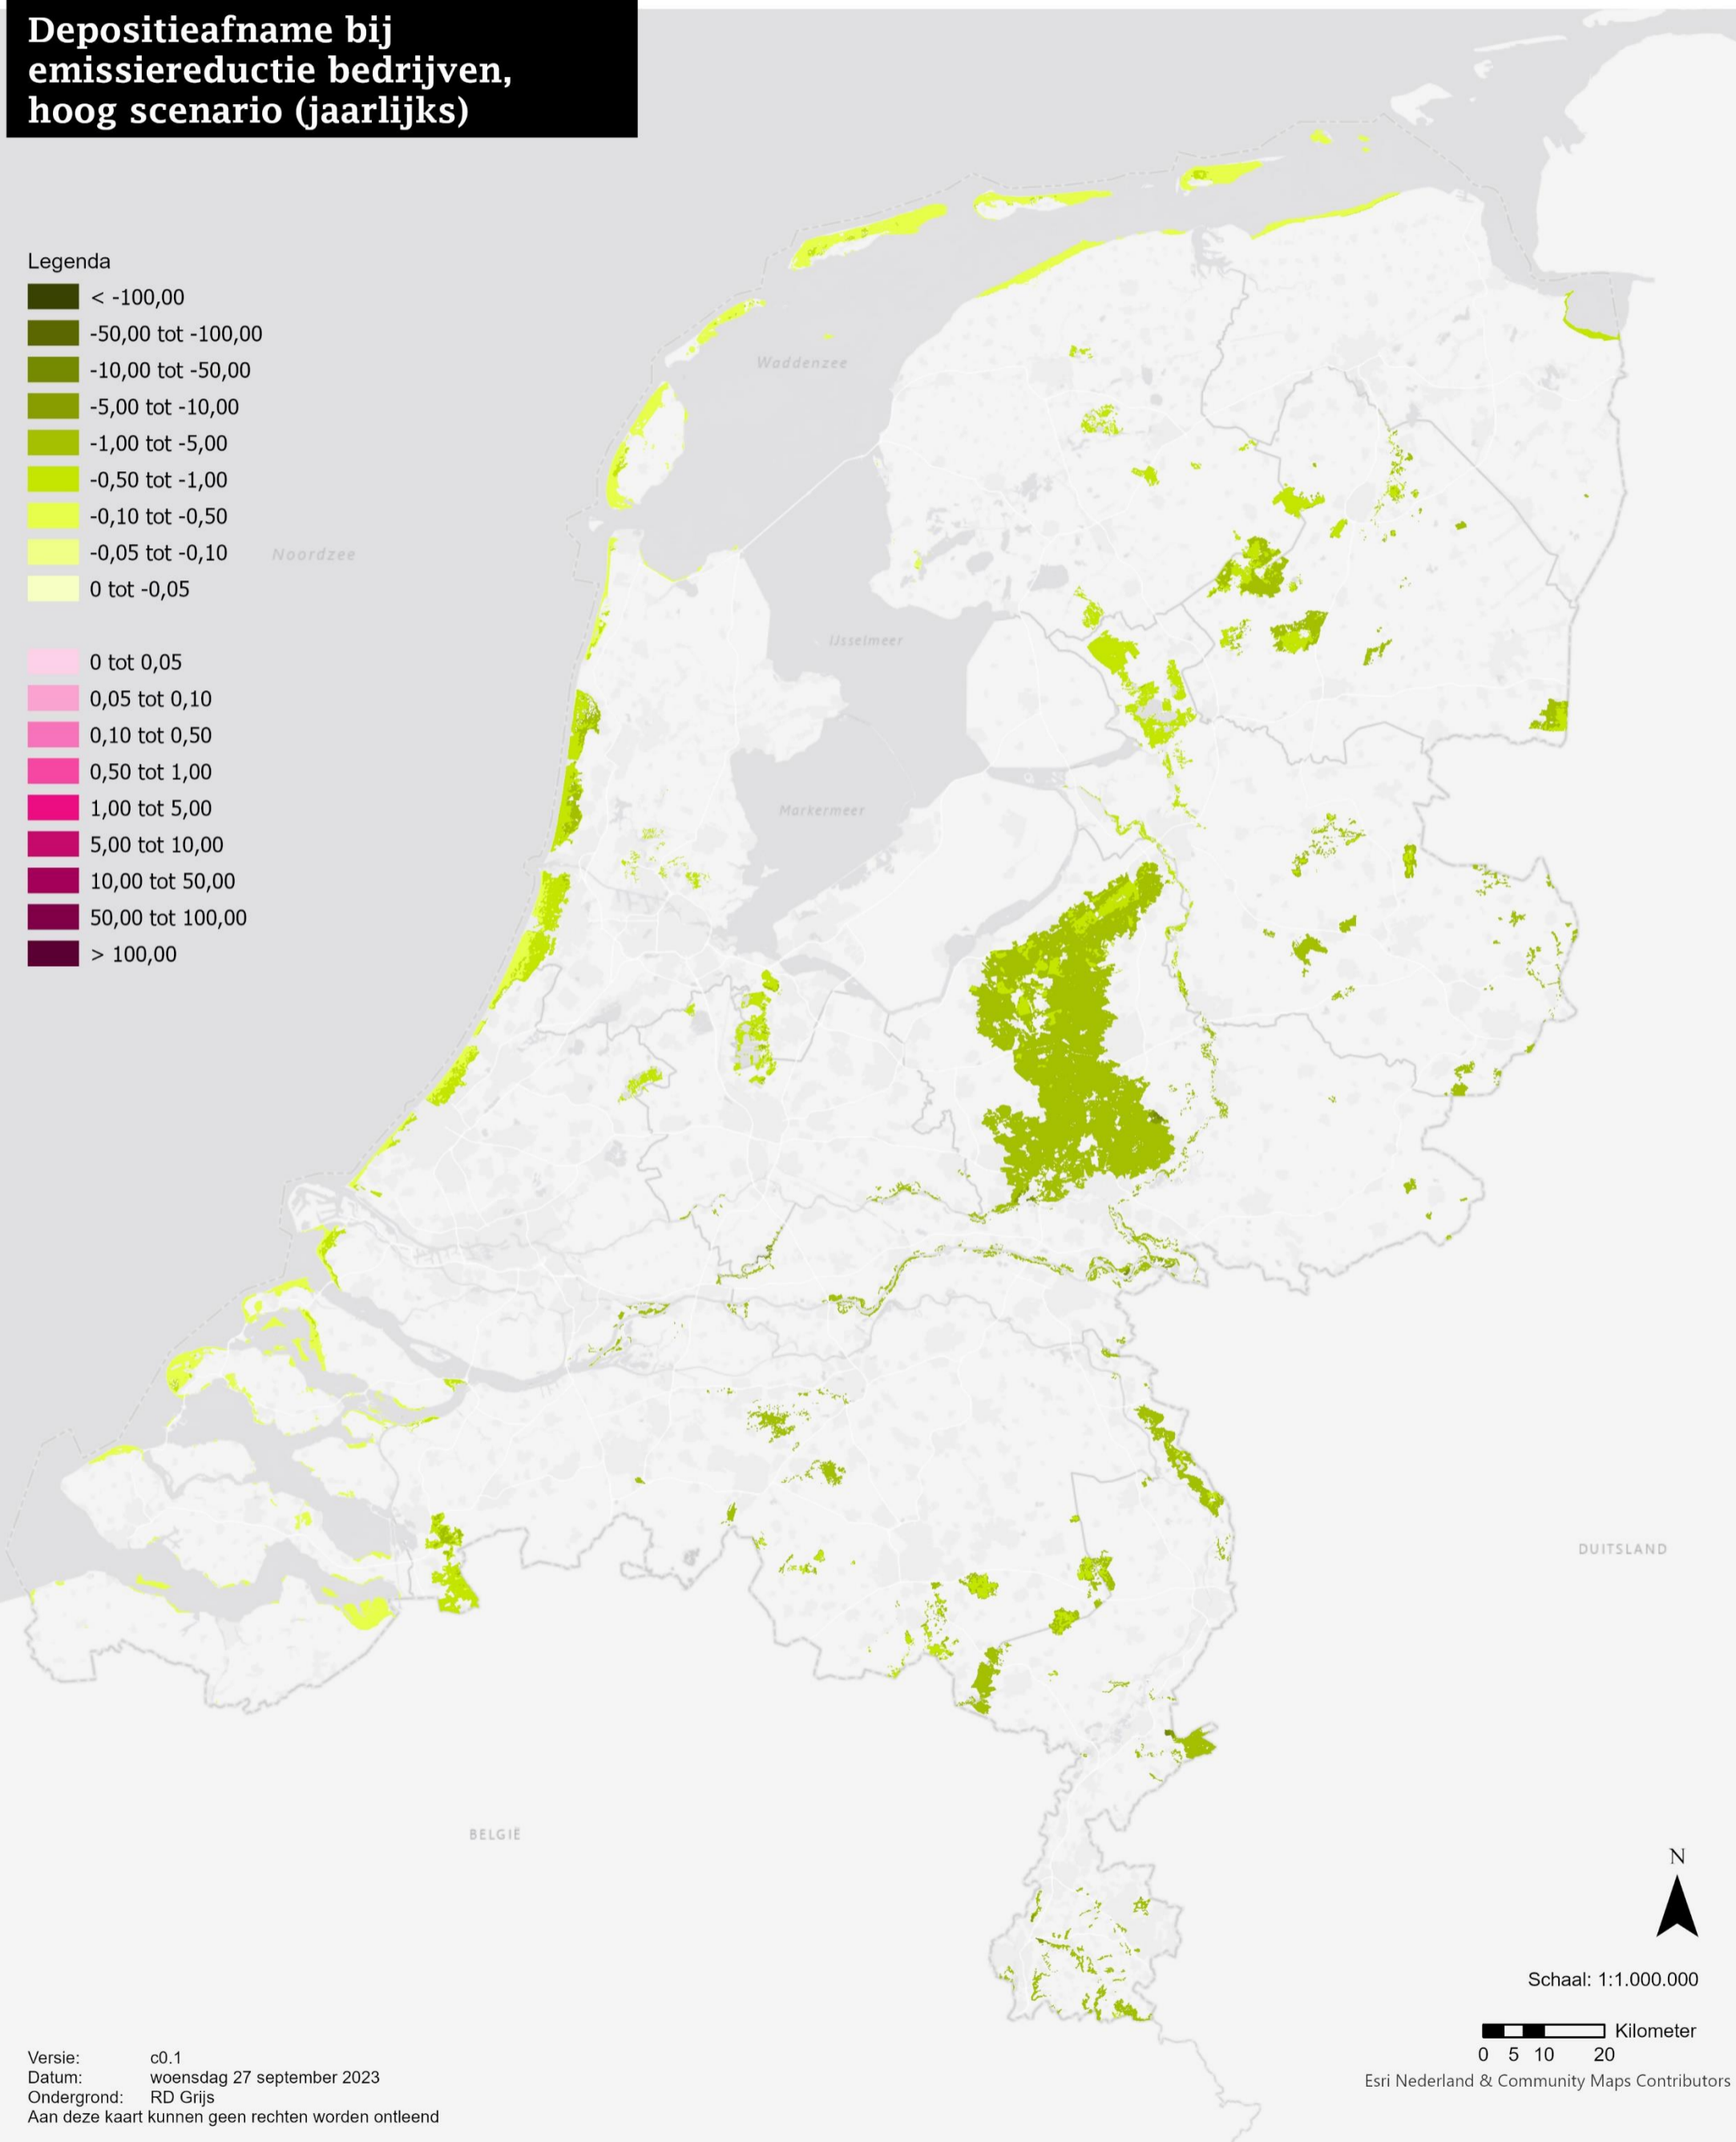 Depositieafname bij
emissiereductie bedrijven,
hoog scenario (jaarlijks)
Legenda
< -100,00
-50,00 tot -100,00
-10,00 tot -50,00
-5,00 tot -10,00
-1,00 tot -5,00
-0,50 tot -1,00
-0,10 tot -0,50
-0,05 tot -0,10
0 tot -0,05
0 tot 0,05
0,05 tot 0,10
0,10 tot 0,50
0,50 tot 1,00
1,00 tot 5,00
5,00 tot 10,00
10,00 tot 50,00
50,00 tot 100,00
> 100,00
Waddenzee
Noordzee
IJsselmeer
Markermeer
DUITSLAND
BELGIË
N
Schaal: 1:1.000.000
Kilometer
0 5 10 20
Esri Nederland & Community Maps Contributors
Versie: c0.1
Datum: woensdag 27 september 2023
Ondergrond: RD Grijs
Aan deze kaart kunnen geen rechten worden ontleend